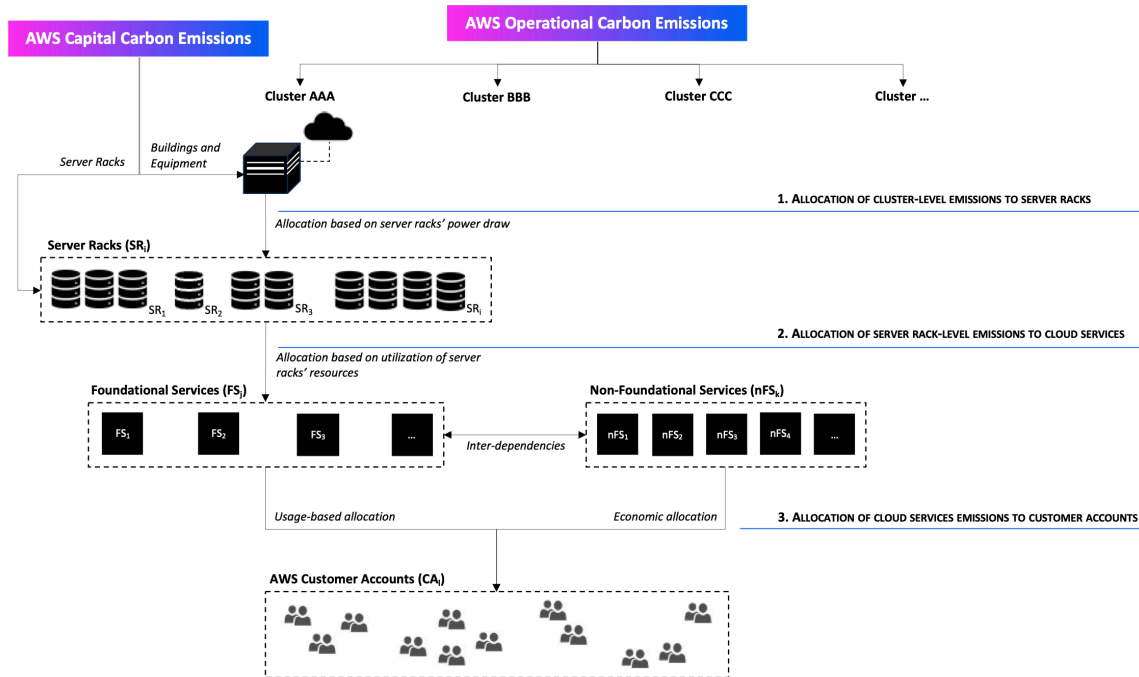 AWS Capital Carbon Emissions
AWS Operational Carbon Emissions
Cluster AAA
Cluster BBB
Cluster CCC
Cluster ...
Server Racks
Buildings and
Equipment
1. ALLOCATION OF CLUSTER-LEVEL EMISSIONS TO SERVER RACKS
Allocation based on server racks' power draw
Server Racks (SRi)
SR1
SR2
SR3
SRi
2. ALLOCATION OF SERVER RACK-LEVEL EMISSIONS TO CLOUD SERVICES
Allocation based on utilization of server
racks' resources
Foundational Services (FSj)
Non-Foundational Services (nFSk)
FS1
FS2
FS3
...
Inter-dependencies
nFS1
nFS2
nFS3
nFS4
...
Usage-based allocation
Economic allocation
3. ALLOCATION OF CLOUD SERVICES EMISSIONS TO CUSTOMER ACCOUNTS
AWS Customer Accounts (CAl)